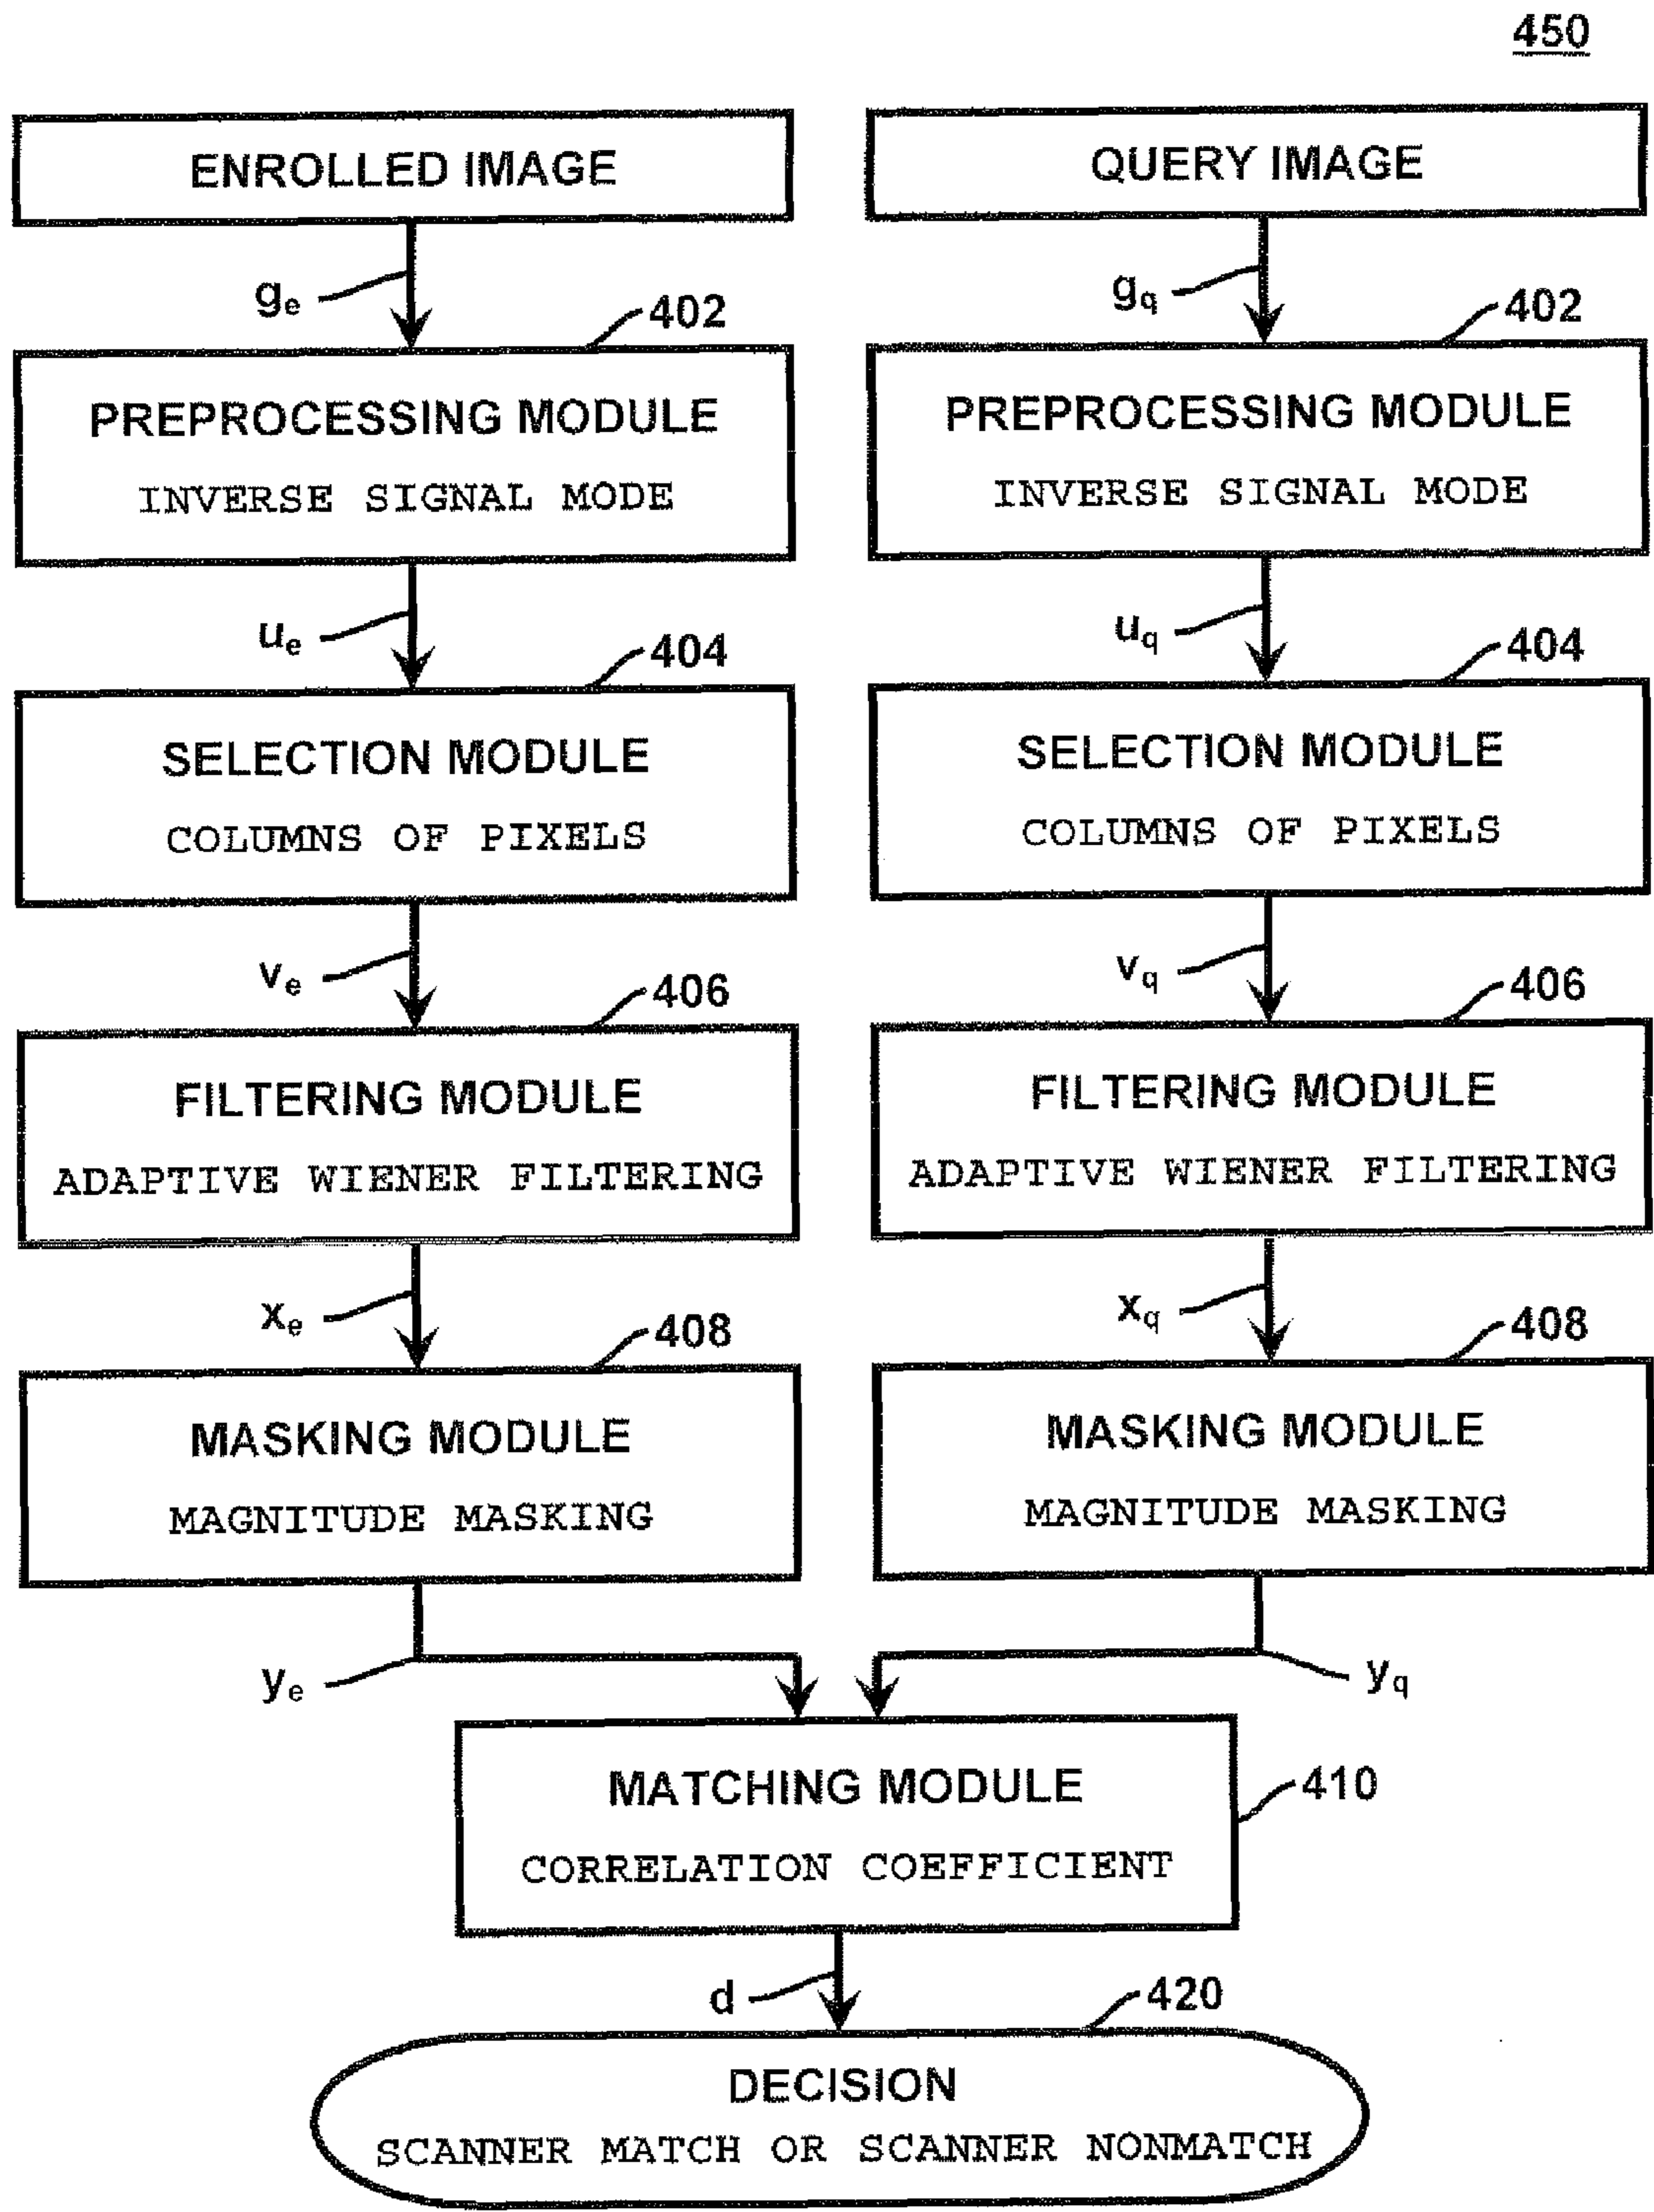 450
ENROLLED IMAGE
QUERY IMAGE
ge
gq
402
402
PREPROCESSING MODULE
INVERSE SIGNAL MODE
PREPROCESSING MODULE
INVERSE SIGNAL MODE
ue
uq
404
404
SELECTION MODULE
COLUMNS OF PIXELS
SELECTION MODULE
COLUMNS OF PIXELS
ve
vq
406
406
FILTERING MODULE
ADAPTIVE WIENER FILTERING
FILTERING MODULE
ADAPTIVE WIENER FILTERING
xe
xq
408
408
MASKING MODULE
MAGNITUDE MASKING
MASKING MODULE
MAGNITUDE MASKING
ye
yq
MATCHING MODULE
CORRELATION COEFFICIENT
410
d
420
DECISION
SCANNER MATCH OR SCANNER NONMATCH